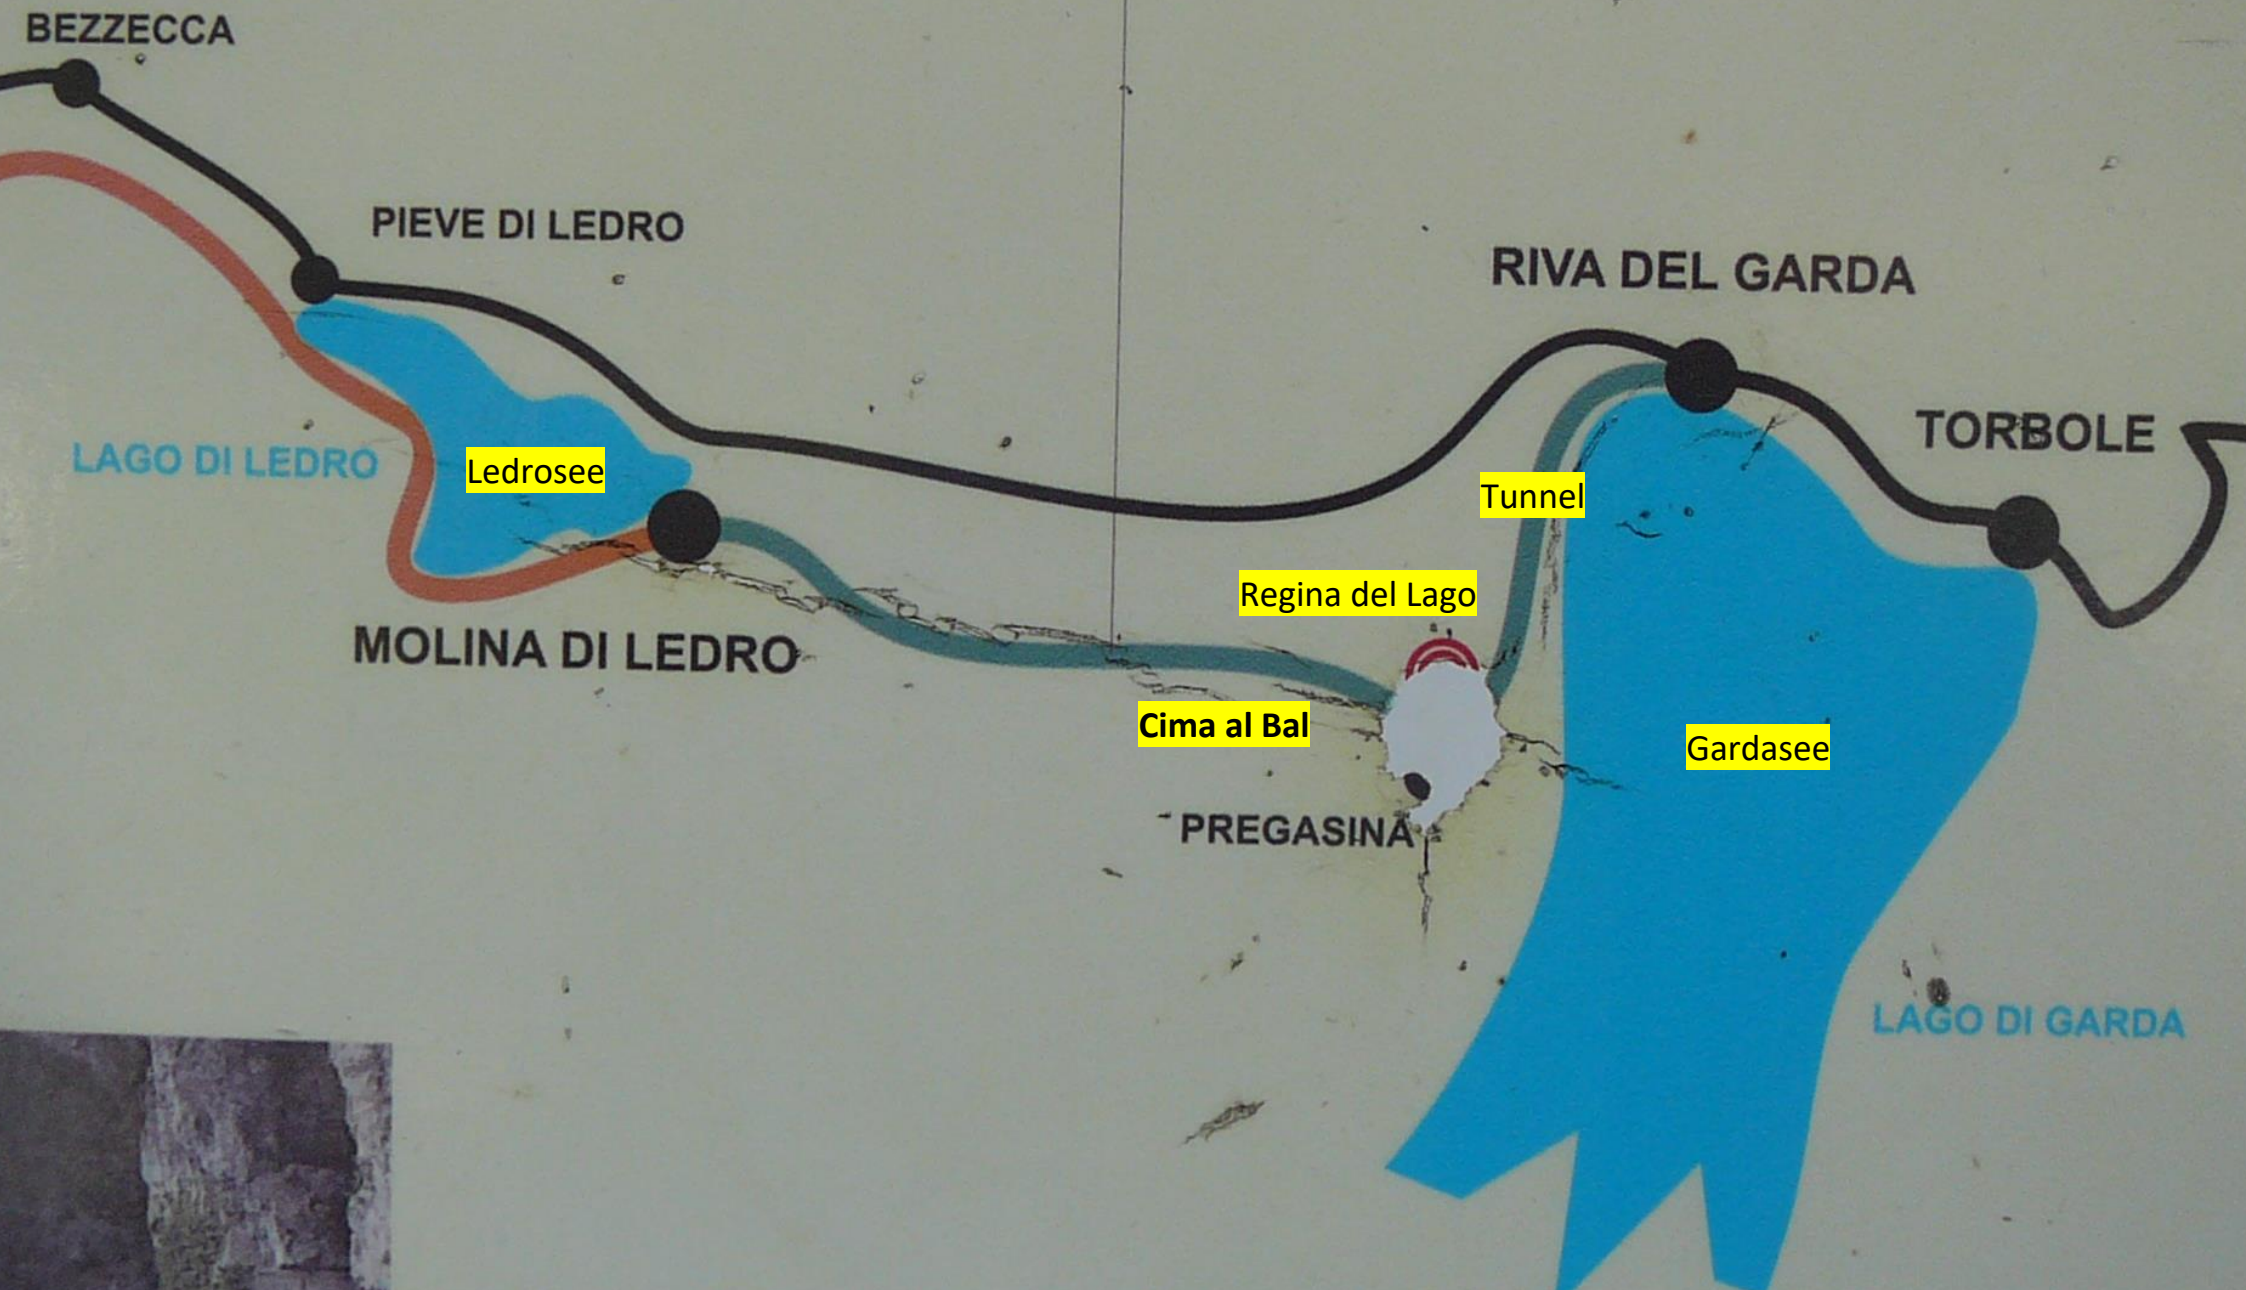 BEZZECCA
PIEVE DI LEDRO
RIVA DEL GARDA
TORBOLE
LAGO DI LEDRO
Ledrosee
Tunnel
Regina del Lago
MOLINA DI LEDRO
Cima al Bal
Gardasee
PREGASINA
LAGO DI GARDA